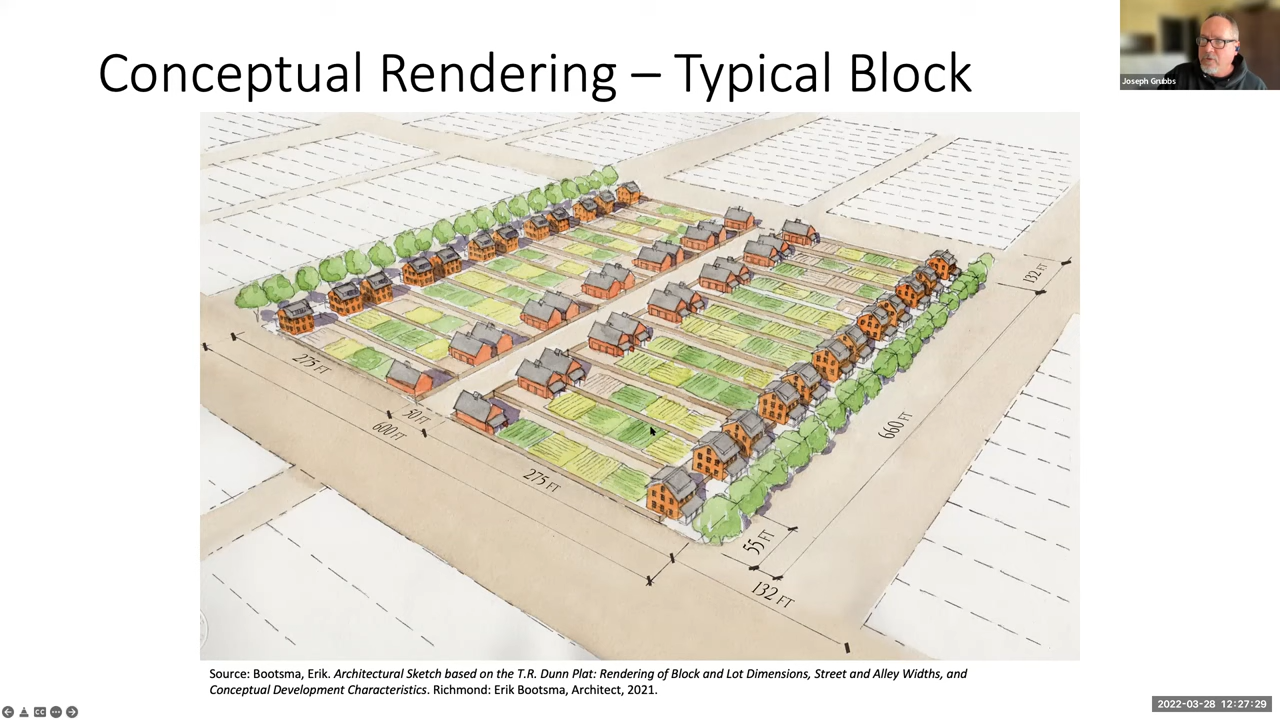 Conceptual Rendering – Typical Block
Joseph Grubbs
132 FT
275 FT
50 FT
600 FT
660 FT
275 FT
55 FT
132 FT
Source: Bootsma, Erik. Architectural Sketch based on the T.R. Dunn Plat: Rendering of Block and Lot Dimensions, Street and Alley Widths, and
Conceptual Development Characteristics. Richmond: Erik Bootsma, Architect, 2021.
CC
2022-03-28 12:27:29